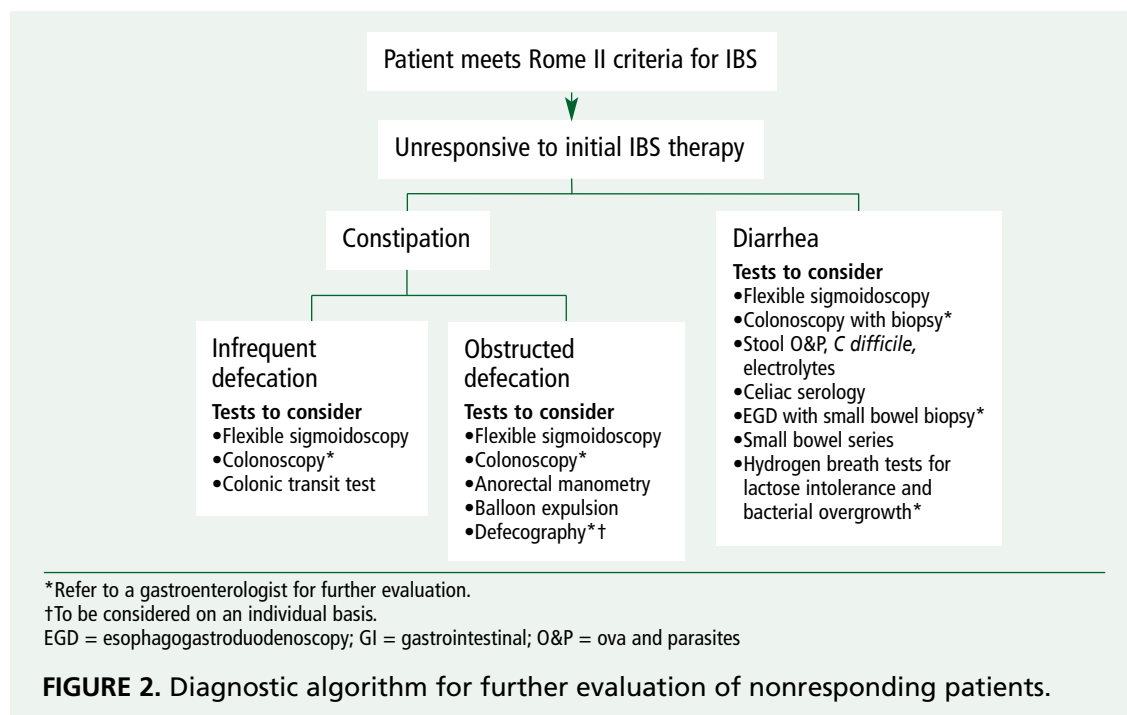 Patient meets Rome II criteria for IBS
Unresponsive to initial IBS therapy
Constipation
Infrequent
defecation
Tests to consider
•Flexible sigmoidoscopy
•Colonoscopy*
•Colonic transit test
Obstructed
defecation
Tests to consider
•Flexible sigmoidoscopy
•Colonoscopy*
•Anorectal manometry
•Balloon expulsion
•Defecography*†
Diarrhea
Tests to consider
•Flexible sigmoidoscopy
•Colonoscopy with biopsy*
•Stool O&P, C difficile,
electrolytes
•Celiac serology
•EGD with small bowel biopsy*
•Small bowel series
•Hydrogen breath tests for
lactose intolerance and
bacterial overgrowth*
*Refer to a gastroenterologist for further evaluation.
†To be considered on an individual basis.
EGD = esophagogastroduodenoscopy; GI = gastrointestinal; O&P = ova and parasites
FIGURE 2. Diagnostic algorithm for further evaluation of nonresponding patients.